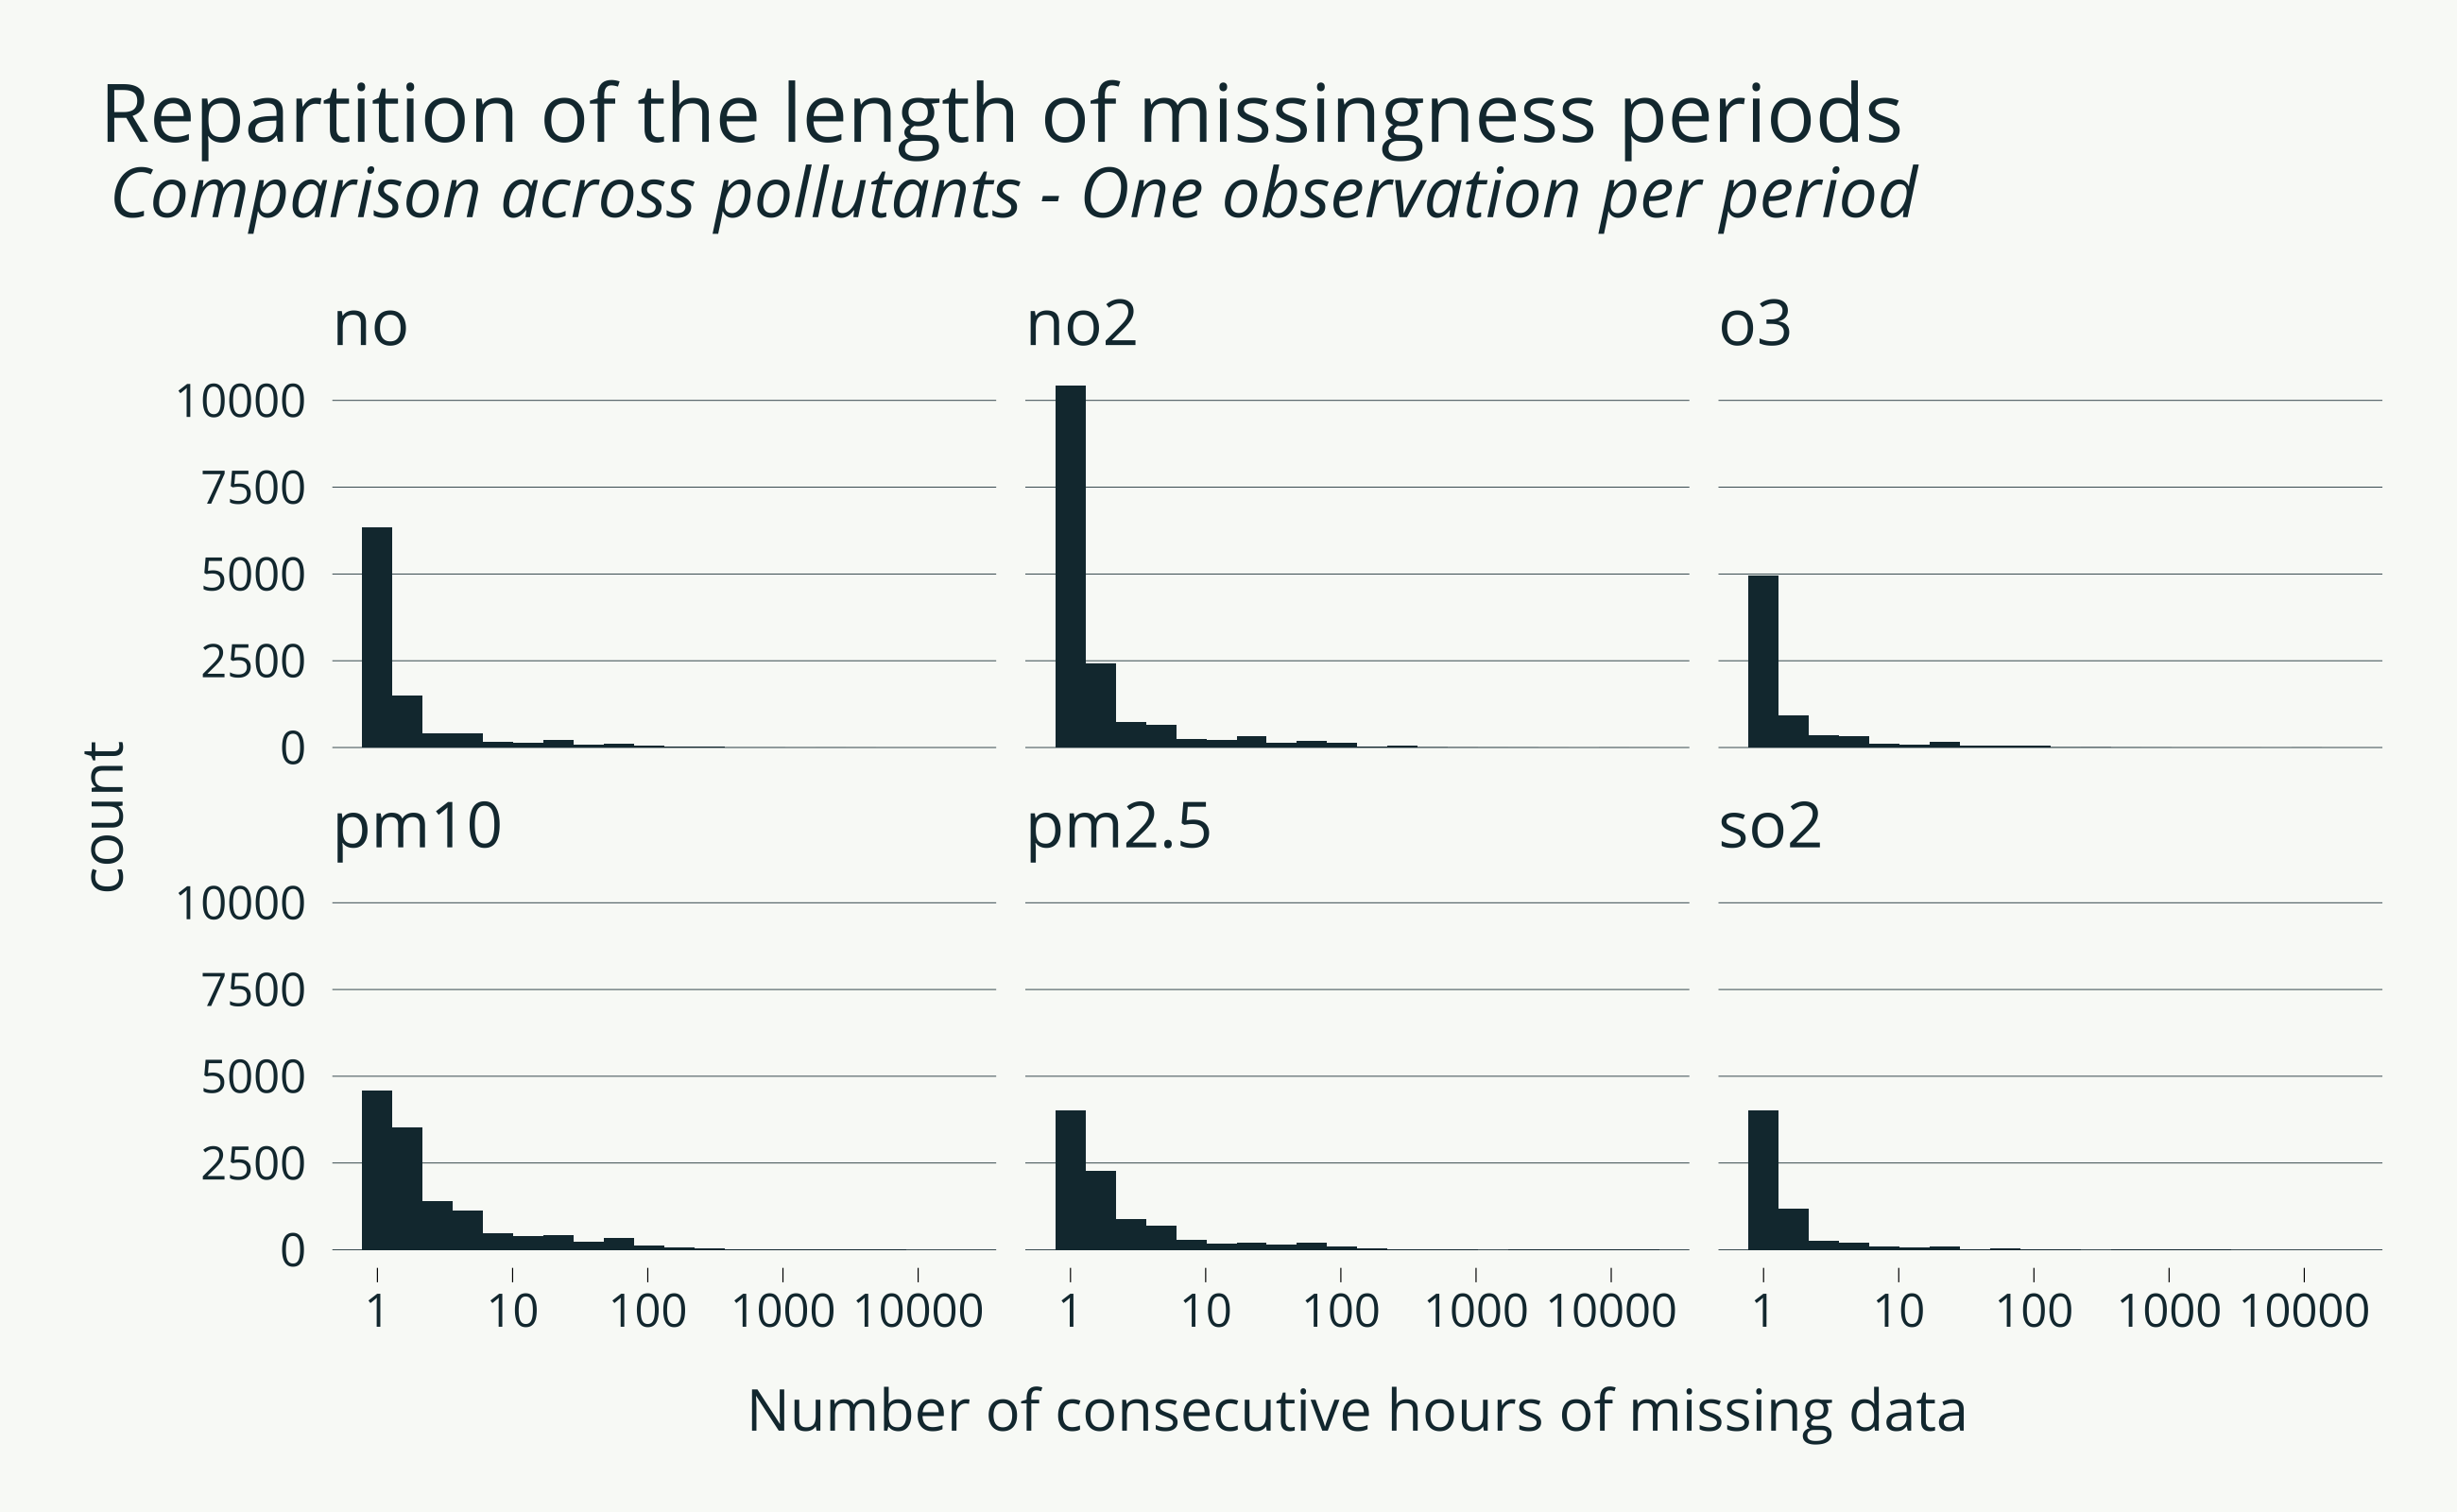 Repartition of the length of missingness periods
Comparison across pollutants - One observation per period
no
no2
o3
10000
7500
5000
2500
0
count
pm10
pm2.5
so2
10000
7500
5000
2500
0
1 10 100 1000 10000
1 10 100 1000 10000
1 10 100 1000 10000
Number of consecutive hours of missing data